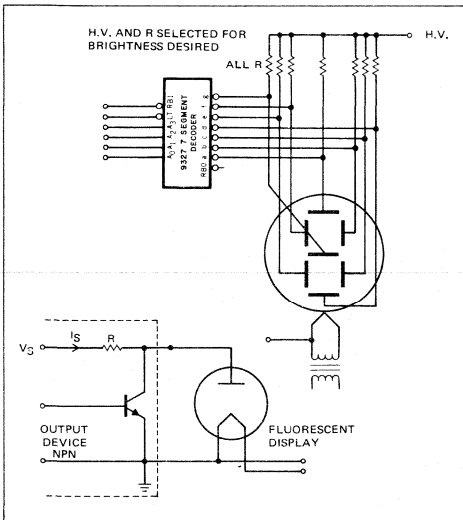 H.V. AND R SELECTED FOR
BRIGHTNESS DESIRED
H.V.
ALL R
A0 A1 A2 A3 LT RBI
9327 7-SEGMENT
DECODER
RBO a b c d e f g
VS
IS
R
OUTPUT
DEVICE
NPN
FLUORESCENT
DISPLAY